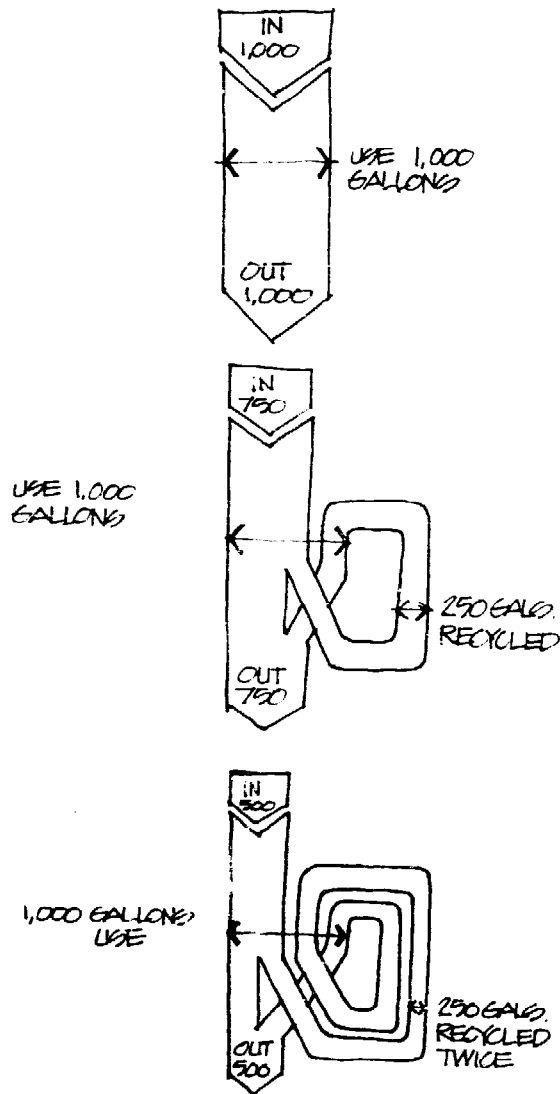 IN
1,000
USE 1,000
GALLONS
OUT
1,000
IN
750
USE 1,000
GALLONS
250 GALS.
RECYCLED
OUT
750
IN
500
1,000 GALLONS
USE
250 GALS.
RECYCLED
TWICE
OUT
500